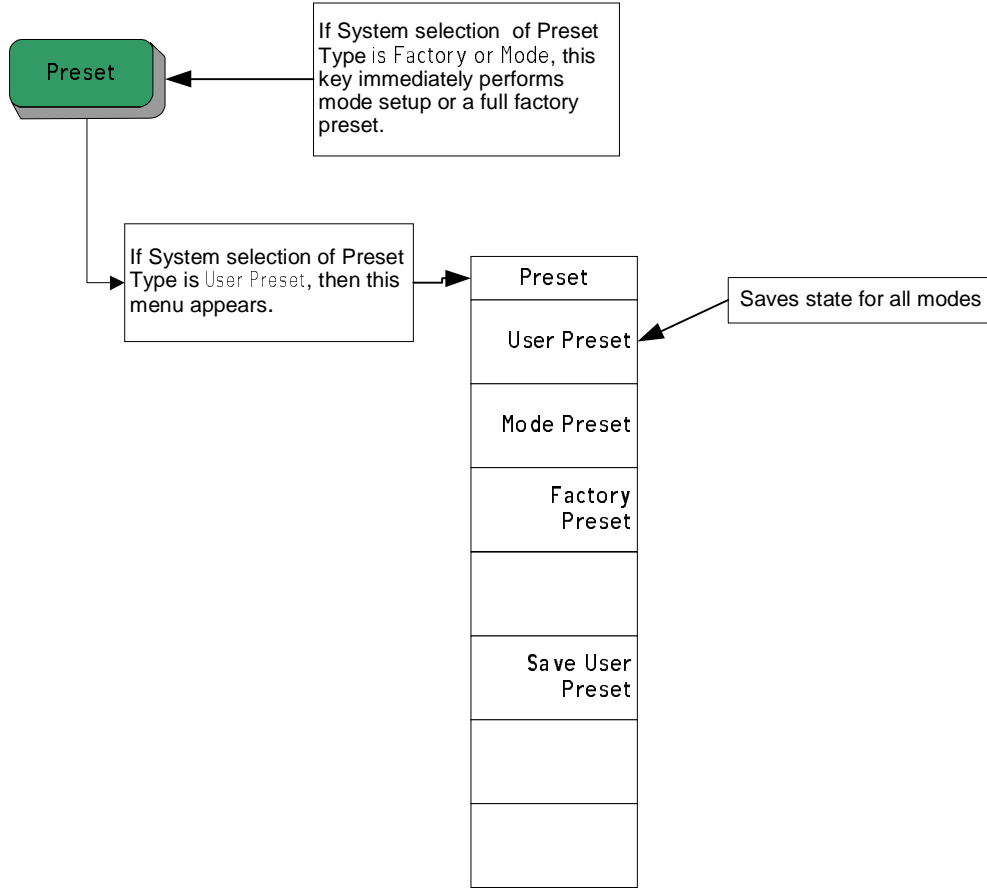 Preset
If System selection of Preset
Type is Factory or Mode, this
key immediately performs
mode setup or a full factory
preset.
If System selection of Preset
Type is User Preset, then this
menu appears.
Preset
User Preset
Saves state for all modes
Mode Preset
Factory
Preset
Save User
Preset